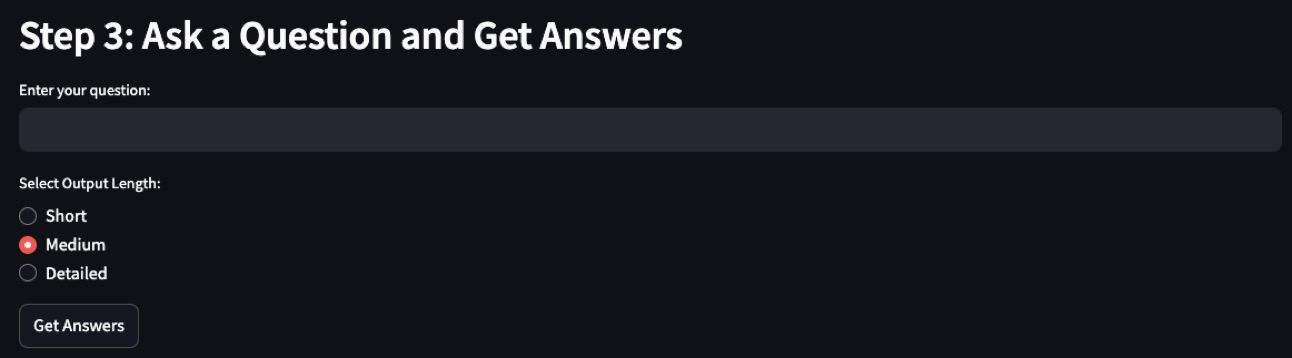 Step 3: Ask a Question and Get Answers
Enter your question:
Select Output Length:
Short
Medium
Detailed
Get Answers